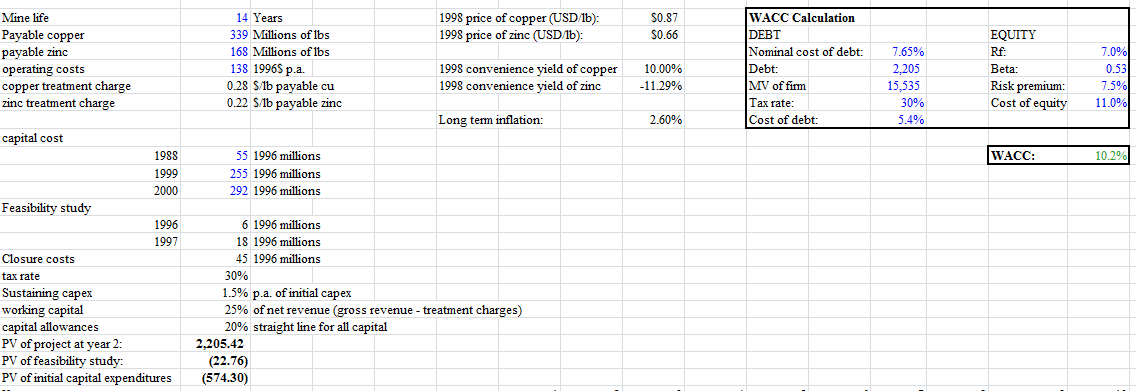 Mine life 14 Years 1998 price of copper (USD/lb): $0.87 WACC Calculation
Payable copper 339 Millions of lbs 1998 price of zinc (USD/lb): $0.66 DEBT EQUITY
payable zinc 168 Millions of lbs Nominal cost of debt: 7.65% Rf: 7.0%
operating costs 138 1996$ p.a. 1998 convenience yield of copper 10.00% Debt: 2,205 Beta: 0.53
copper treatment charge 0.28 $/lb payable cu 1998 convenience yield of zinc -11.29% MV of firm 15,535 Risk premium: 7.5%
zinc treatment charge 0.22 $/lb payable zinc Tax rate: 30% Cost of equity 11.0%
Long term inflation: 2.60% Cost of debt: 5.4%
capital cost
1988 55 1996 millions WACC: 10.2%
1999 255 1996 millions
2000 292 1996 millions
Feasibility study
1996 6 1996 millions
1997 18 1996 millions
Closure costs 45 1996 millions
tax rate 30%
Sustaining capex 1.5% p.a. of initial capex
working capital 25% of net revenue (gross revenue - treatment charges)
capital allowances 20% straight line for all capital
PV of project at year 2: 2,205.42
PV of feasibility study: (22.76)
PV of initial capital expenditures (574.30)